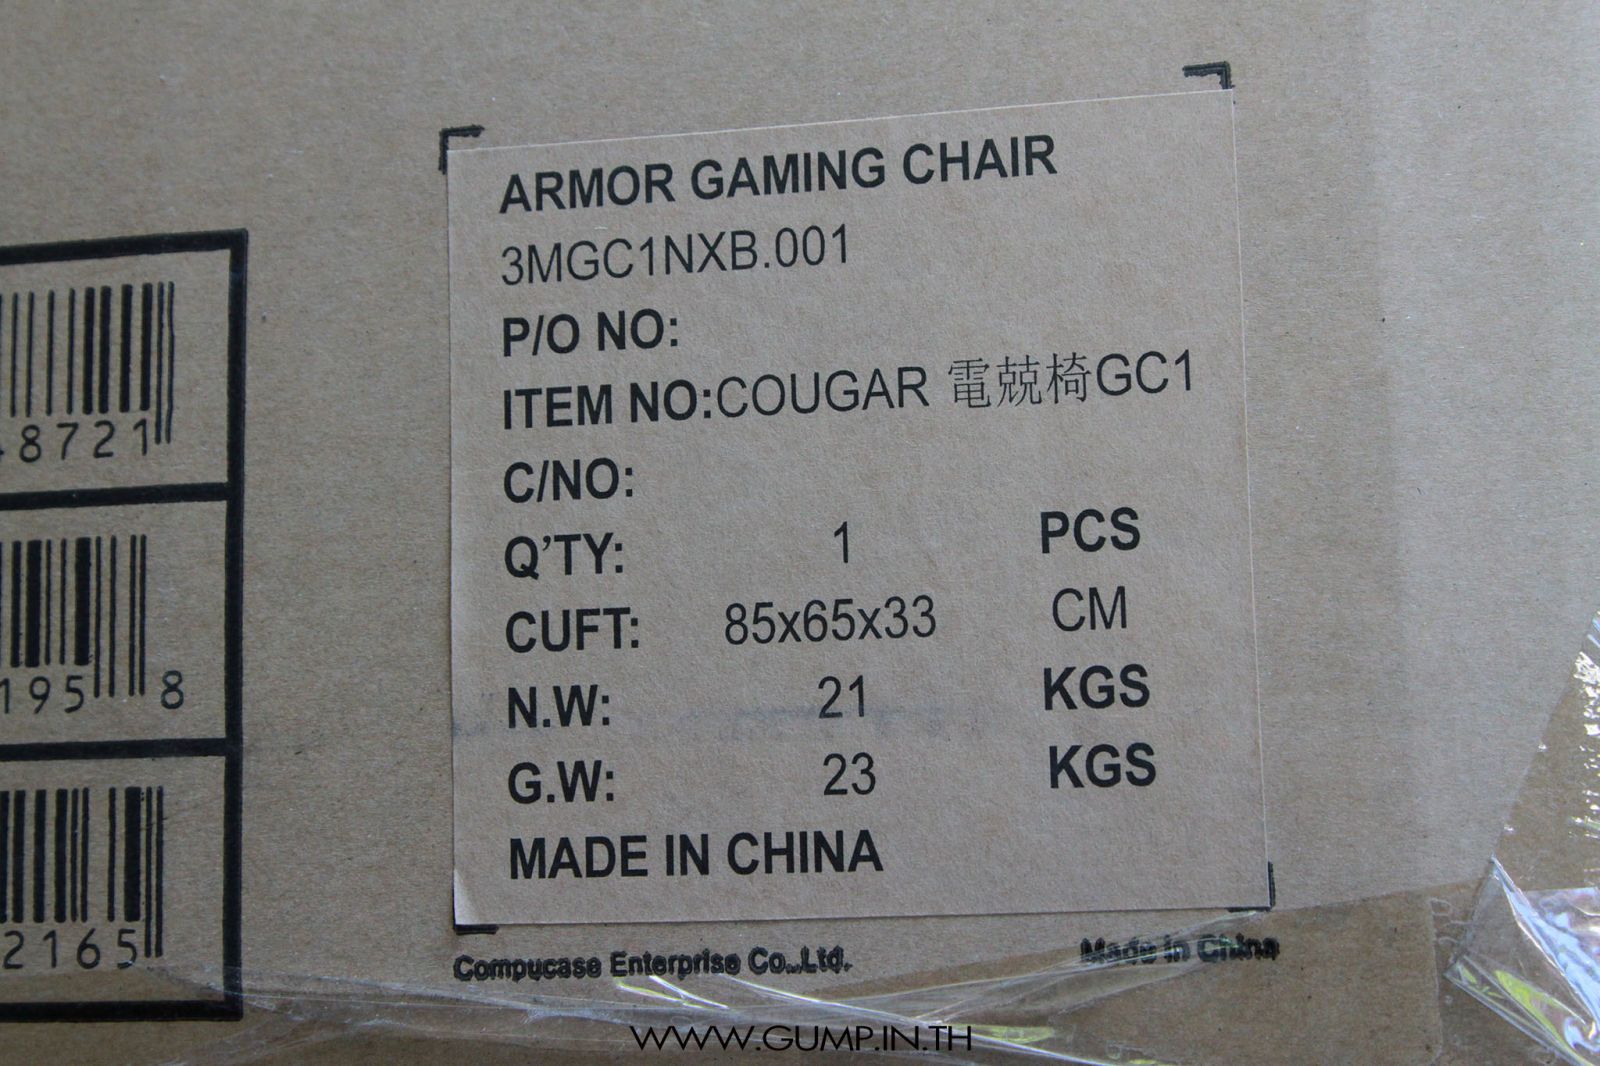 ARMOR GAMING CHAIR
3MGC1NXB.001
P/O NO:
ITEM NO:COUGAR 電競椅GC1
C/NO:
Q'TY: 1 PCS
CUFT: 85x65x33 CM
N.W: 21 KGS
G.W: 23 KGS
MADE IN CHINA
8721
195 8
2165
Compucase Enterprise Co.,Ltd. Made in China
WWW.GUMP.IN.TH